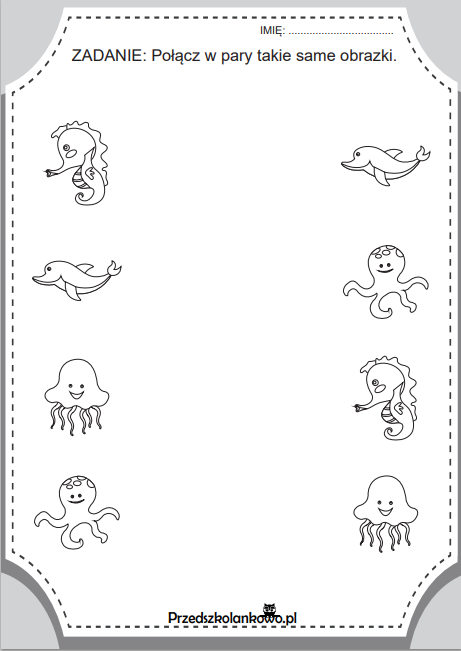 IMIĘ: ....................................
ZADANIE: Połącz w pary takie same obrazki.
Przedszkolankowo.pl